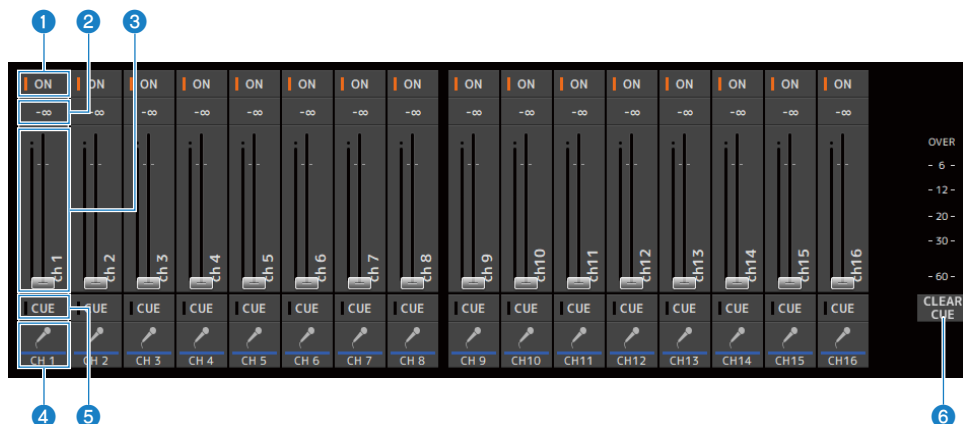 1 2 3
ON ON ON ON ON ON ON ON ON ON ON ON ON ON ON ON
-∞ -∞ -∞ -∞ -∞ -∞ -∞ -∞ -∞ -∞ -∞ -∞ -∞ -∞ -∞ -∞
OVER
- 6 -
- 12 -
- 20 -
- 30 -
- 60 -
ch 1 ch 2 ch 3 ch 4 ch 5 ch 6 ch 7 ch 8 ch 9 ch10 ch11 ch12 ch13 ch14 ch15 ch16
CUE CUE CUE CUE CUE CUE CUE CUE CUE CUE CUE CUE CUE CUE CUE CUE
CLEAR
CUE
CH 1 CH 2 CH 3 CH 4 CH 5 CH 6 CH 7 CH 8 CH 9 CH10 CH11 CH12 CH13 CH14 CH15 CH16
4 5 6